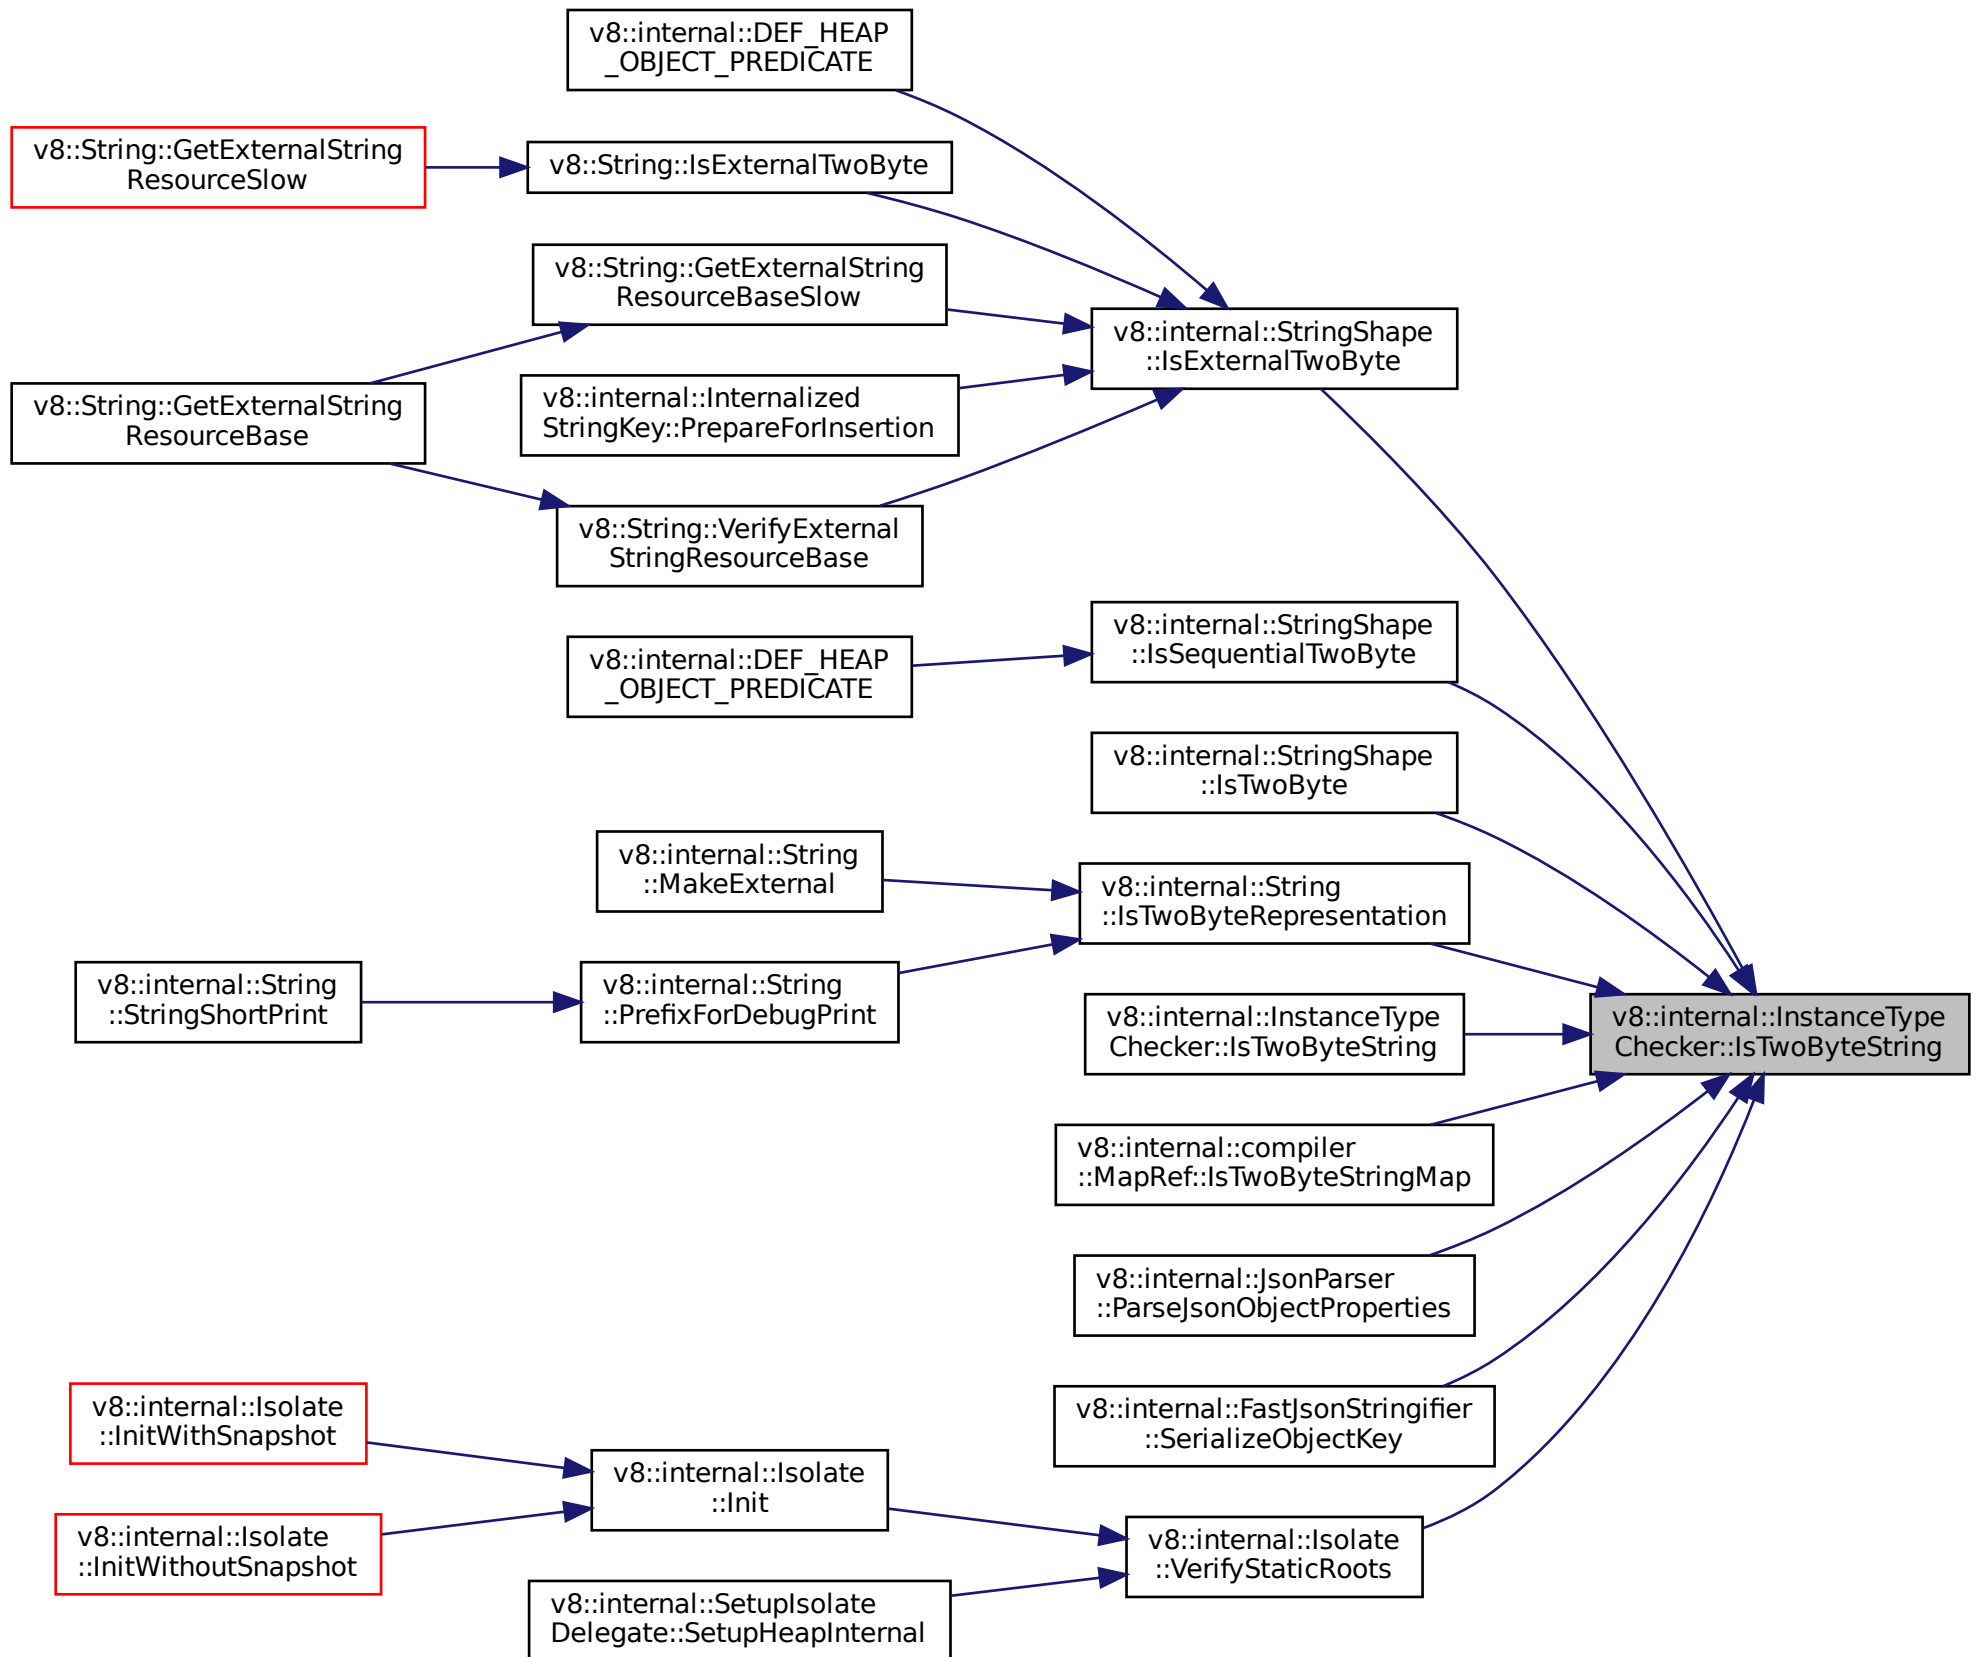 v8::internal::DEF_HEAP
_OBJECT_PREDICATE
v8::String::GetExternalString
ResourceSlow
v8::String::IsExternalTwoByte
v8::String::GetExternalString
ResourceBaseSlow
v8::internal::StringShape
::IsExternalTwoByte
v8::String::GetExternalString
ResourceBase
v8::internal::Internalized
StringKey::PrepareForInsertion
v8::String::VerifyExternal
StringResourceBase
v8::internal::StringShape
::IsSequentialTwoByte
v8::internal::DEF_HEAP
_OBJECT_PREDICATE
v8::internal::StringShape
::IsTwoByte
v8::internal::String
::MakeExternal
v8::internal::String
::IsTwoByteRepresentation
v8::internal::String
::StringShortPrint
v8::internal::String
::PrefixForDebugPrint
v8::internal::InstanceType
Checker::IsTwoByteString
v8::internal::InstanceType
Checker::IsTwoByteString
v8::internal::compiler
::MapRef::IsTwoByteStringMap
v8::internal::JsonParser
::ParseJsonObjectProperties
v8::internal::FastJsonStringifier
::SerializeObjectKey
v8::internal::Isolate
::InitWithSnapshot
v8::internal::Isolate
::Init
v8::internal::Isolate
::InitWithoutSnapshot
v8::internal::Isolate
::VerifyStaticRoots
v8::internal::SetupIsolate
Delegate::SetupHeapInternal